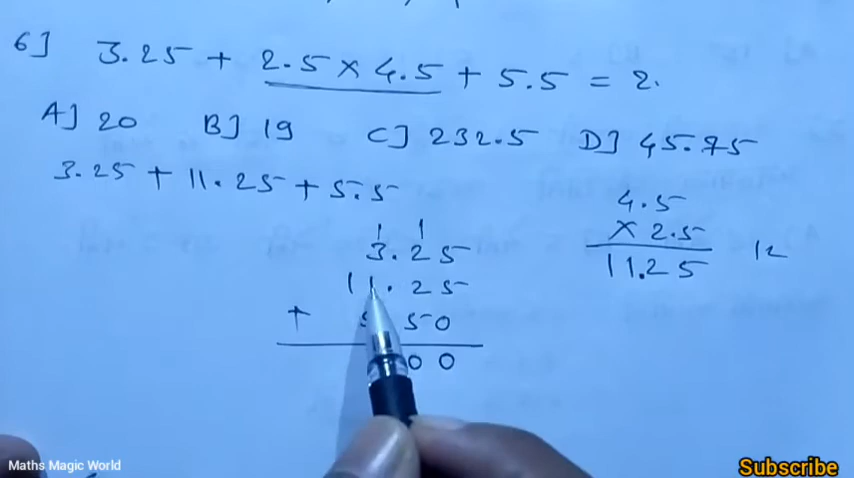 6] 3.25 + 2.5 × 4.5 + 5.5 = 2.
A] 20 B] 19 C] 232.5 D] 45.75
3.25 + 11.25 + 5.5
4.5
× 2.5
11.25 12
1 1
3.25
11.25
+ 5 50
00
Maths Magic World
Subscribe